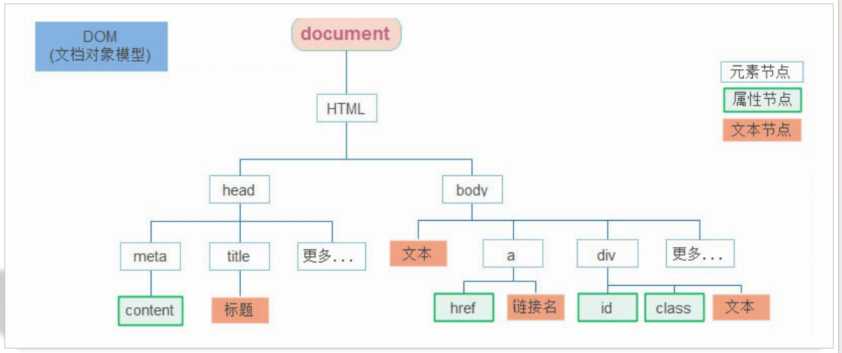 DOM
(文档对象模型)
document
元素节点
属性节点
文本节点
HTML
head
body
meta
title
更多...
文本
a
div
更多...
content
标题
href
链接名
id
class
文本